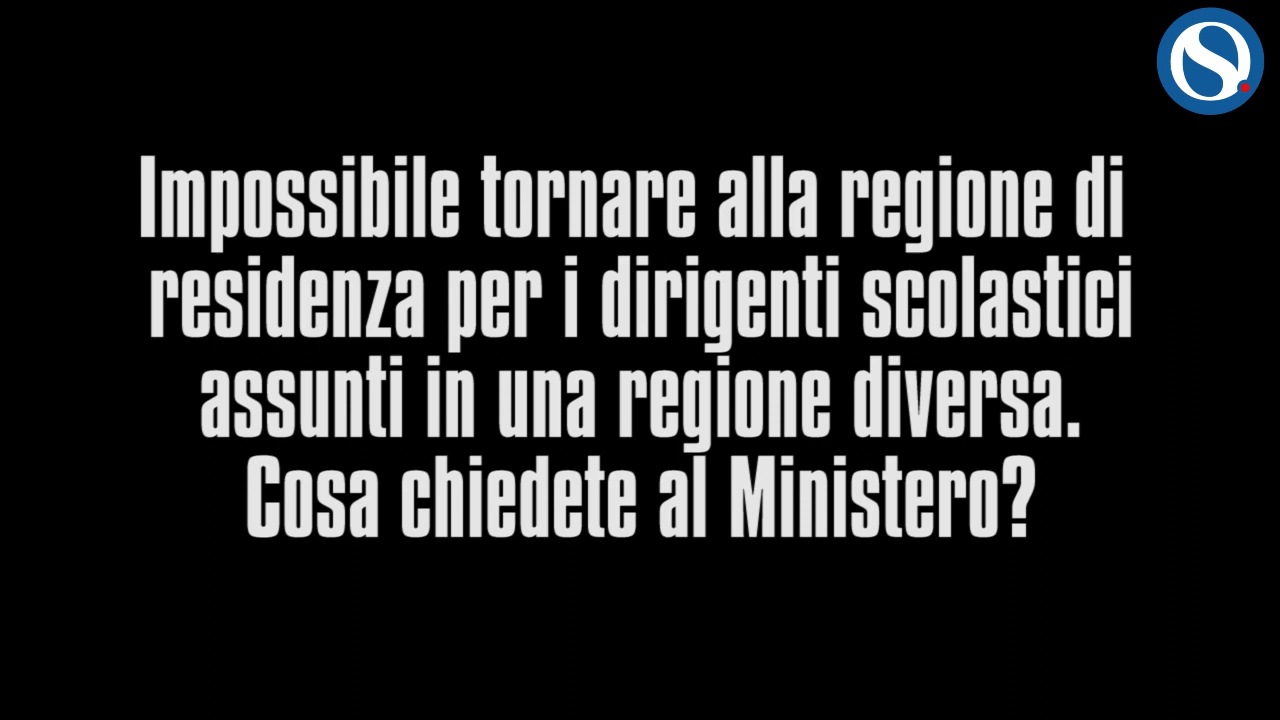 Impossibile tornare alla regione di
residenza per i dirigenti scolastici
assunti in una regione diversa.
Cosa chiedete al Ministero?